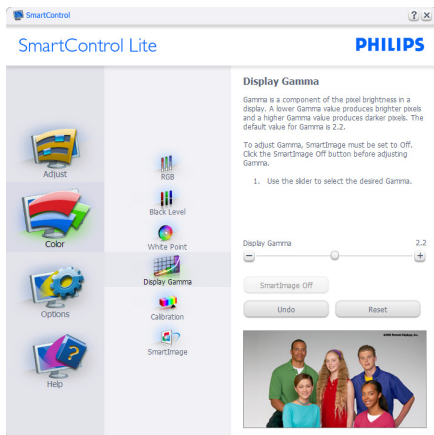 SmartControl
SmartControl Lite
PHILIPS
Adjust
Color
Options
Help
RGB
Black Level
White Point
Display Gamma
Calibration
SmartImage
Display Gamma
Gamma is a component of the pixel brightness in a
display. A lower Gamma value produces brighter pixels
and a higher Gamma value produces darker pixels. The
default value for Gamma is 2.2.
To adjust Gamma, SmartImage must be set to Off.
Click the SmartImage Off button before adjusting
Gamma.
1. Use the slider to select the desired Gamma.
Display Gamma 2.2
SmartImage Off
Undo Reset